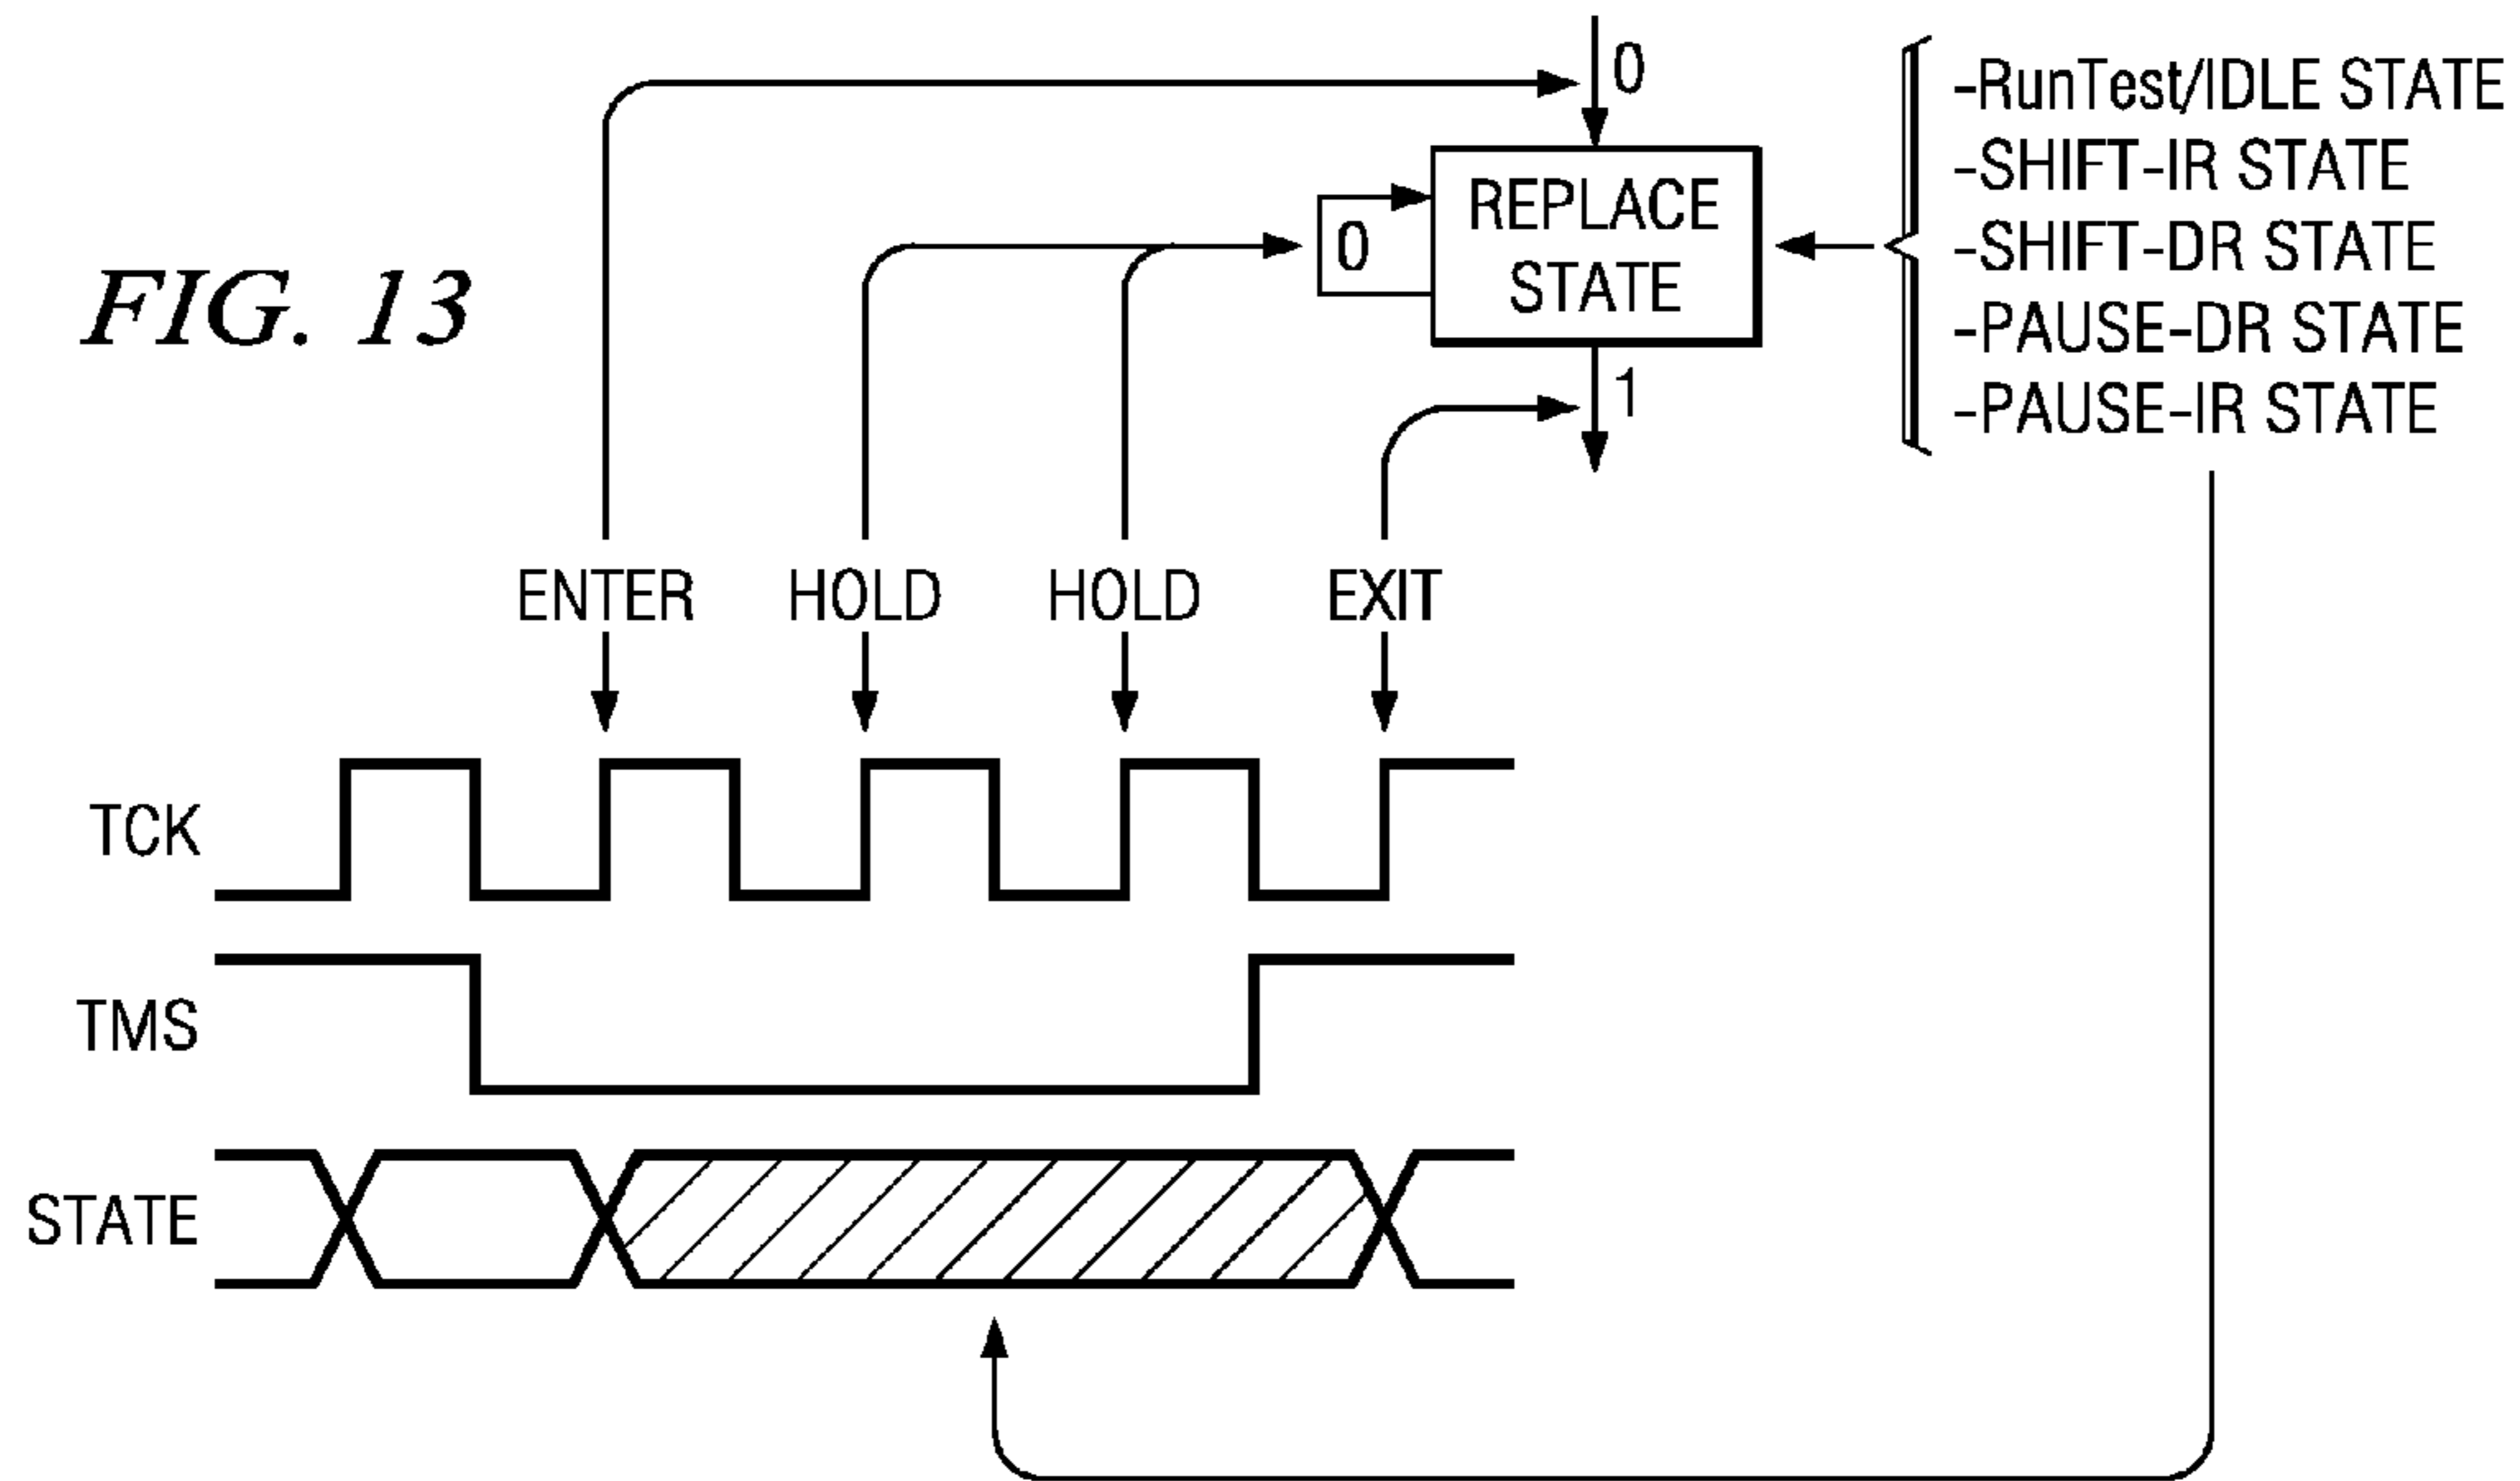 FIG. 13
0
REPLACE
STATE
0
1
-RunTest/IDLE STATE
-SHIFT-IR STATE
-SHIFT-DR STATE
-PAUSE-DR STATE
-PAUSE-IR STATE
ENTER HOLD HOLD EXIT
TCK
TMS
STATE